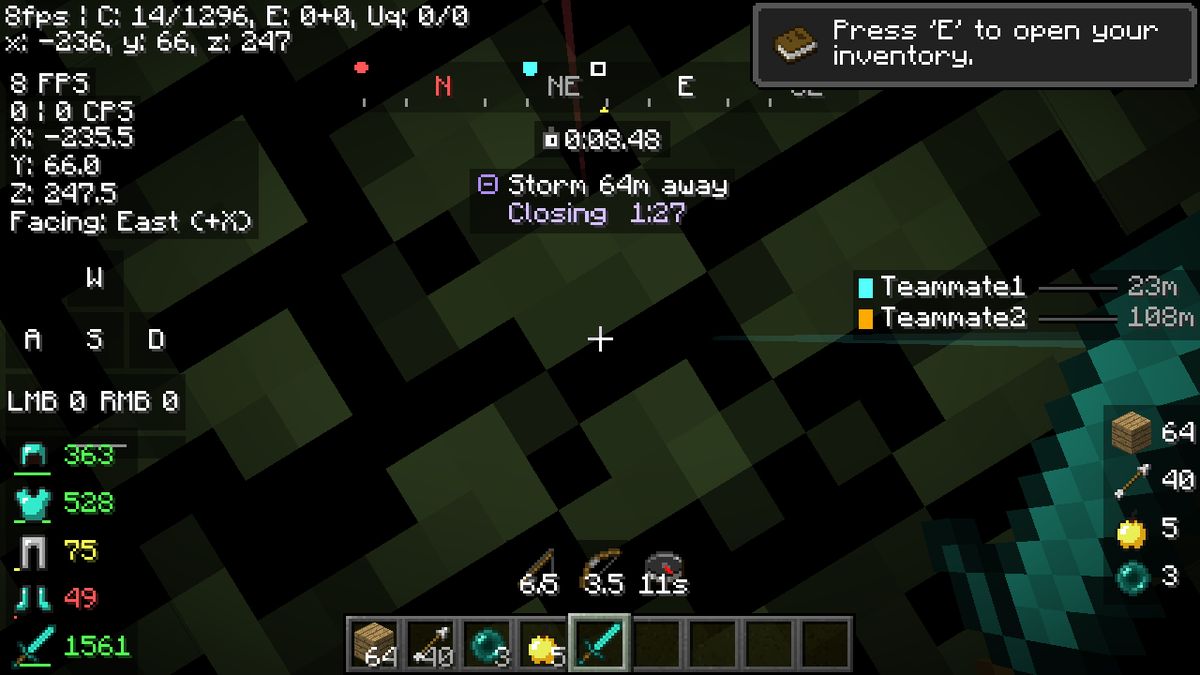 8fps | C: 14/1296, E: 0+0, Uq: 0/0
x: -236, y: 66, z: 247
Press ‘E’ to open your
inventory.
8 FPS
0 | 0 CPS
X: -235.5
Y: 66.0
Z: 247.5
Facing: East (+X)
N NE E
0:08.48
Storm 64m away
Closing 1:27
Teammate1 23m
Teammate2 108m
W
A S D
LMB 0 RMB 0
363
528
75
49
1561
64
40
5
3
6.5 3.5 11s
64 40 3 5